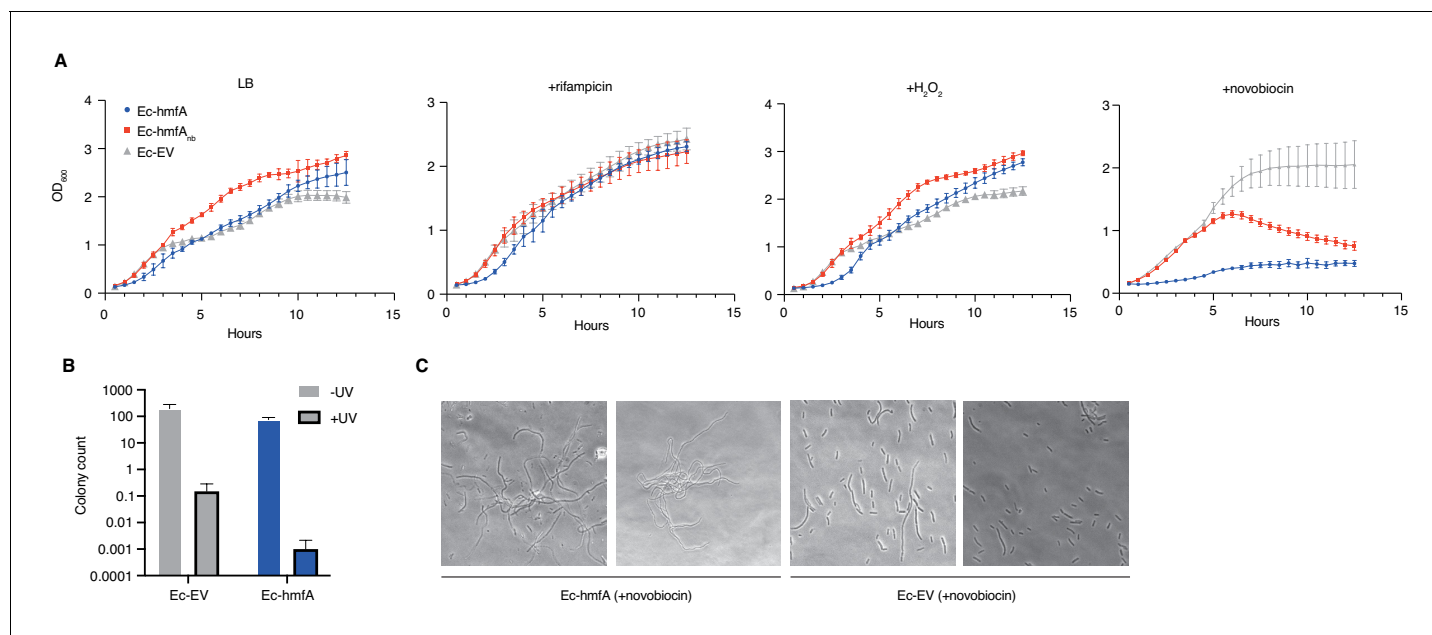 A
LB
+rifampicin
+H₂O₂
+novobiocin
Ec-hmfA
Ec-hmfAnb
Ec-EV
OD600
4
3
2
1
0
0 5 10 15
Hours
3
2
1
0
0 5 10 15
Hours
4
3
2
1
0
0 5 10 15
Hours
3
2
1
0
0 5 10 15
Hours
B
Colony count
1000
100
10
1
0.1
0.01
0.001
0.0001
-UV
+UV
Ec-EV Ec-hmfA
C
Ec-hmfA (+novobiocin) Ec-EV (+novobiocin)